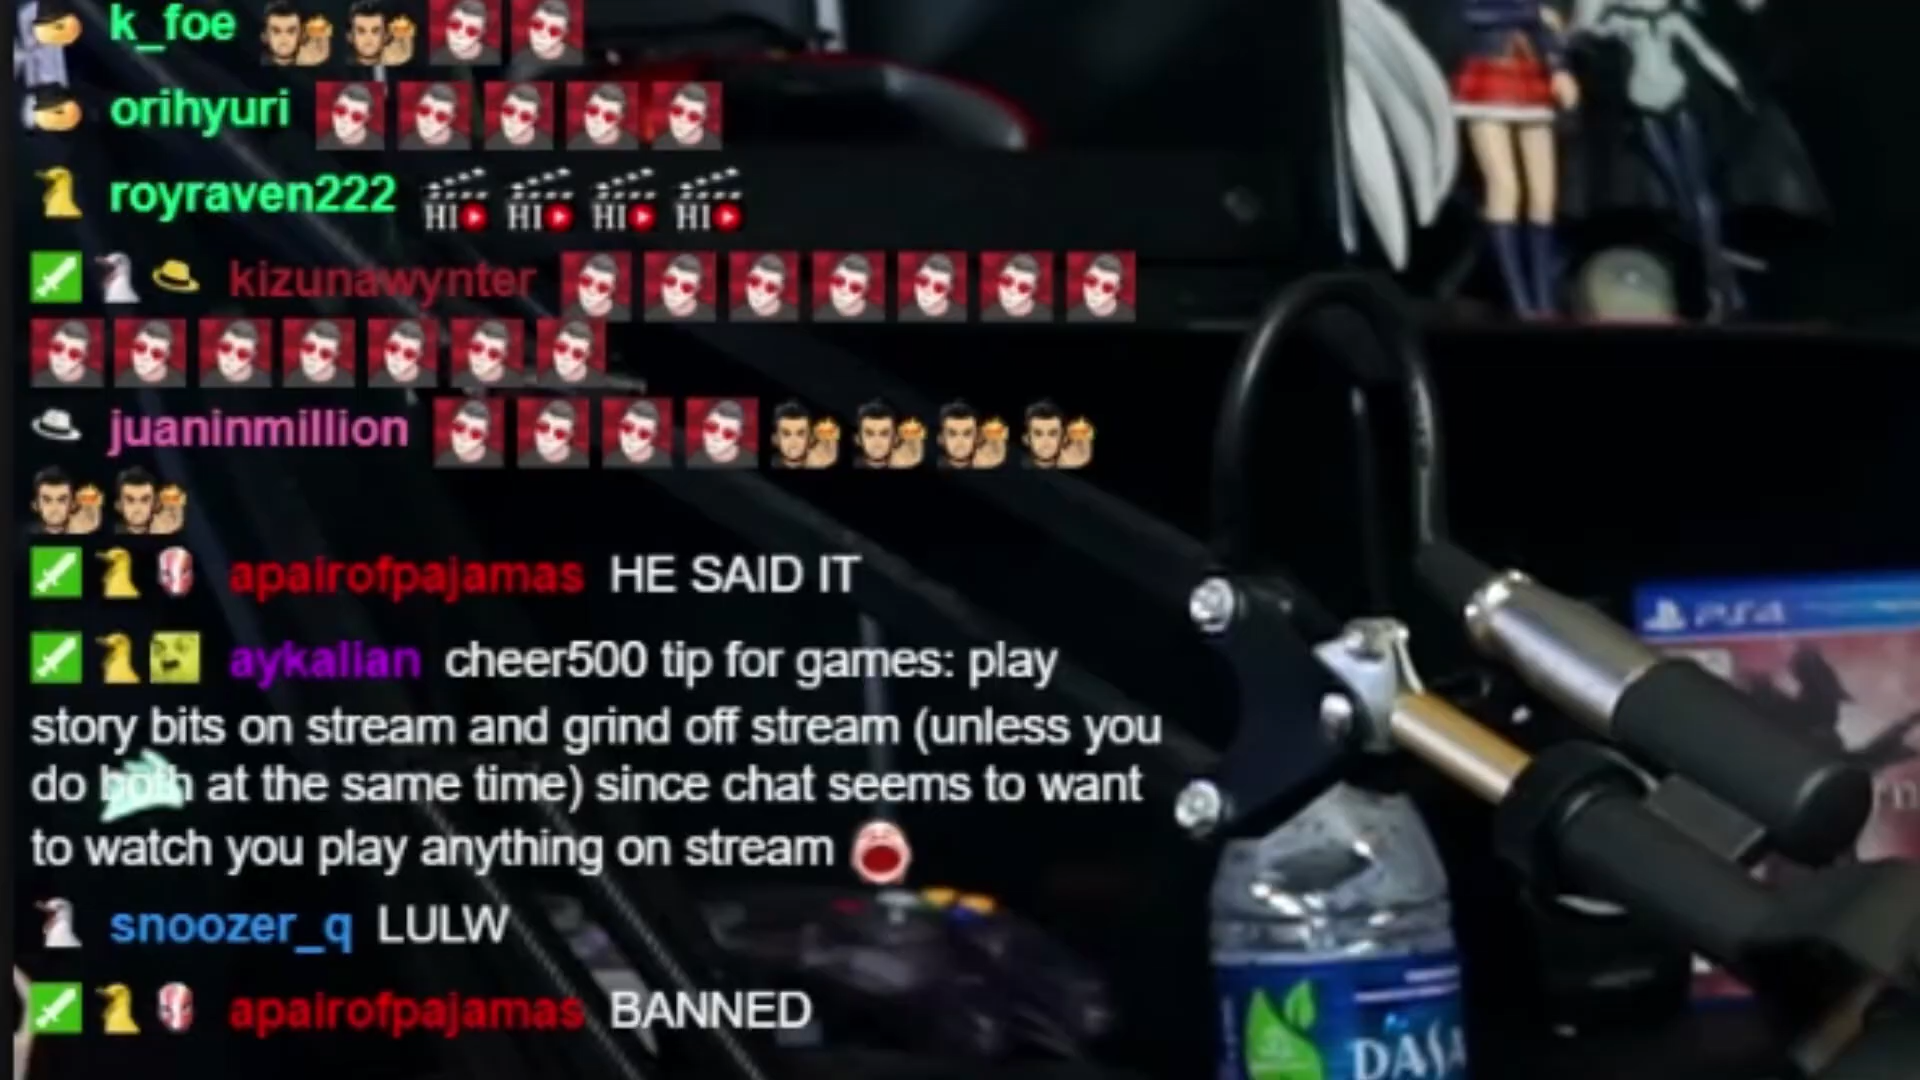 k_foe
orihyuri
royraven222 HI HI HI HI
kizunawynter
juaninmillion
apairofpajamas HE SAID IT
aykalian cheer500 tip for games: play
story bits on stream and grind off stream (unless you
do both at the same time) since chat seems to want
to watch you play anything on stream
snoozer_q LULW
apairofpajamas BANNED
PS4
DASA